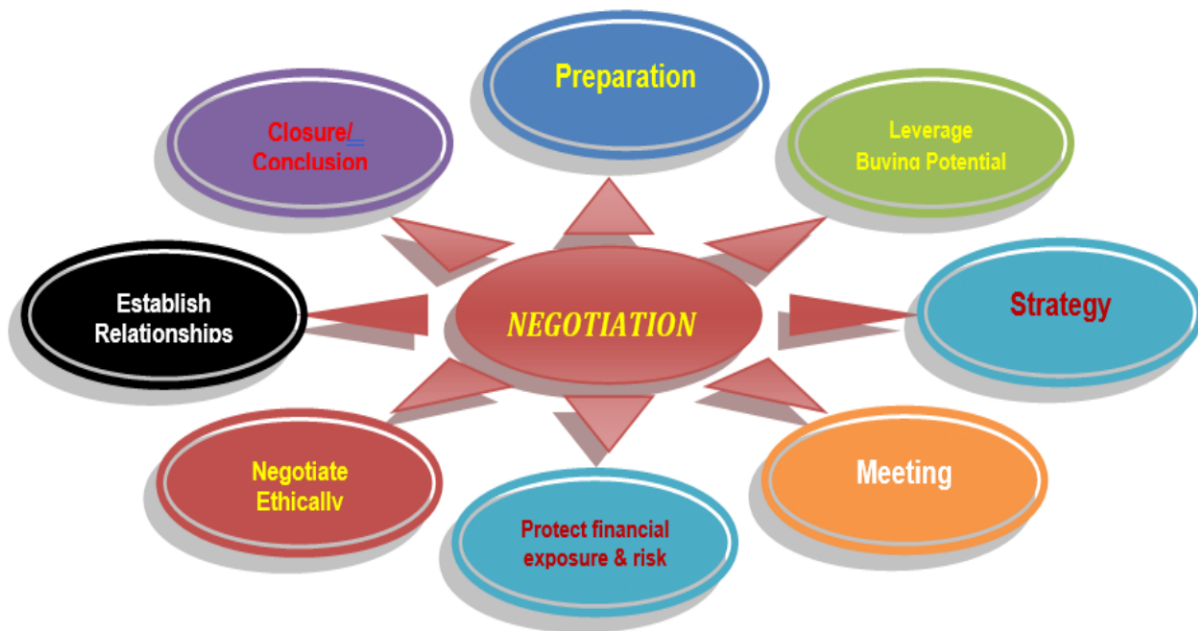 Preparation
Closure/
Conclusion
Leverage
Buying Potential
Establish
Relationships
NEGOTIATION
Strategy
Negotiate
Ethically
Meeting
Protect financial
exposure & risk